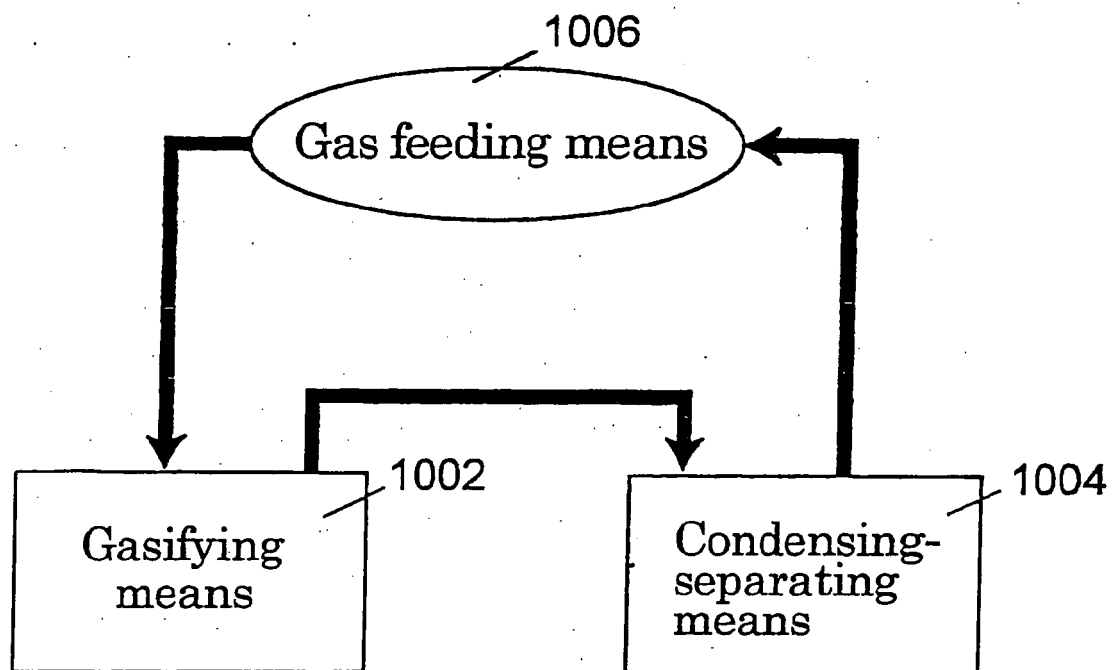 1006
Gas feeding means
1002
Gasifying
means
1004
Condensing-
separating
means